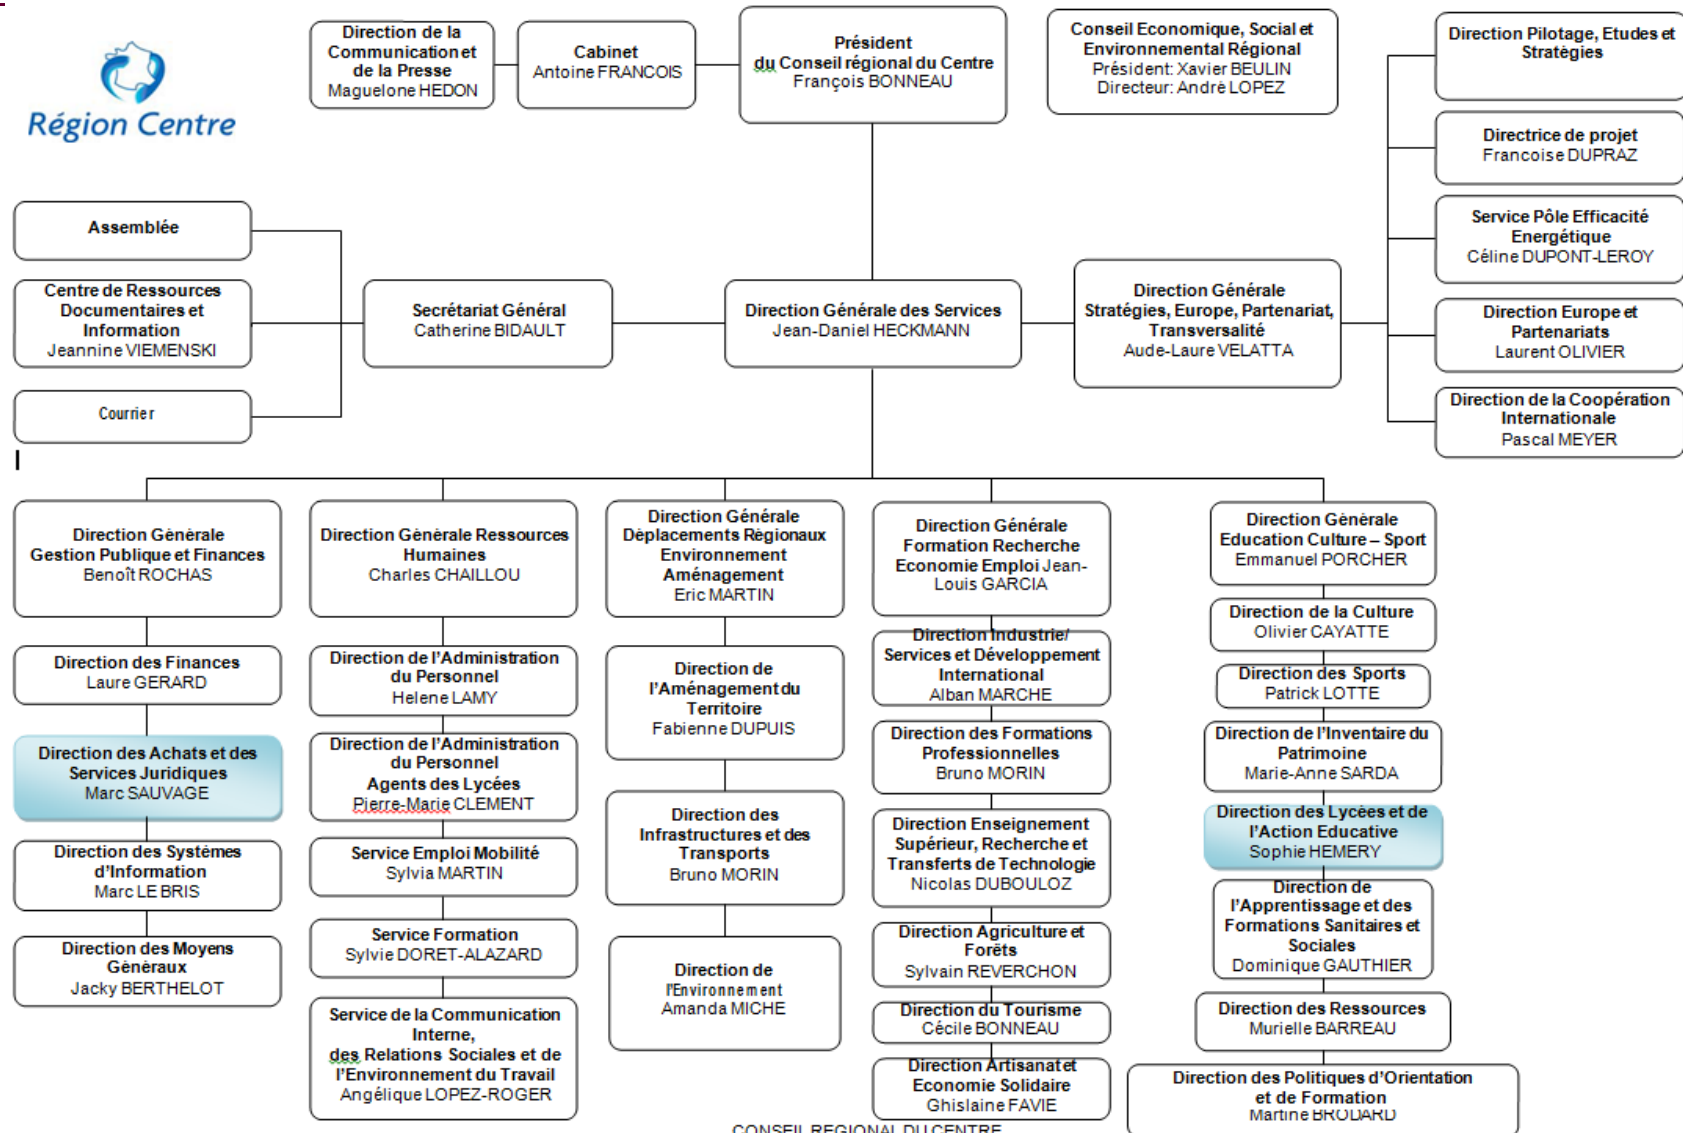 Région Centre
Direction de la
Communication et
de la Presse
Maguelone HEDON
Cabinet
Antoine FRANCOIS
Président
du Conseil régional du Centre
François BONNEAU
Conseil Economique, Social et
Environnemental Régional
Président: Xavier BEULIN
Directeur: André LOPEZ
Direction Pilotage, Etudes et
Stratégies
Directrice de projet
Francoise DUPRAZ
Service Pôle Efficacité
Energétique
Céline DUPONT-LEROY
Direction Europe et
Partenariats
Laurent OLIVIER
Direction de la Coopération
Internationale
Pascal MEYER
Assemblée
Centre de Ressources
Documentaires et
Information
Jeannine VIEMENSKI
Courrier
Secrétariat Général
Catherine BIDAULT
Direction Générale des Services
Jean-Daniel HECKMANN
Direction Générale
Stratégies, Europe, Partenariat,
Transversalité
Aude-Laure VELATTA
Direction Générale
Gestion Publique et Finances
Benoît ROCHAS
Direction des Finances
Laure GERARD
Direction des Achats et des
Services Juridiques
Marc SAUVAGE
Direction des Systèmes
d'Information
Marc LE BRIS
Direction des Moyens
Généraux
Jacky BERTHELOT
Direction Générale Ressources
Humaines
Charles CHAILLOU
Direction de l'Administration
du Personnel
Helene LAMY
Direction de l'Administration
du Personnel
Agents des Lycées
Pierre-Marie CLEMENT
Service Emploi Mobilité
Sylvia MARTIN
Service Formation
Sylvie DORET-ALAZARD
Service de la Communication
Interne,
des Relations Sociales et de
l'Environnement du Travail
Angélique LOPEZ-ROGER
Direction Générale
Déplacements Régionaux
Environnement
Aménagement
Eric MARTIN
Direction de
l'Aménagement du
Territoire
Fabienne DUPUIS
Direction des
Infrastructures et des
Transports
Bruno MORIN
Direction de
l'Environnement
Amanda MICHE
Direction Générale
Formation Recherche
Economie Emploi Jean-
Louis GARCIA
Direction Industrie/
Services et Développement
International
Alban MARCHE
Direction des Formations
Professionnelles
Bruno MORIN
Direction Enseignement
Supérieur, Recherche et
Transferts de Technologie
Nicolas DUBOULOZ
Direction Agriculture et
Forêts
Sylvain REVERCHON
Direction du Tourisme
Cécile BONNEAU
Direction Artisanat et
Economie Solidaire
Ghislaine FAVIE
Direction Générale
Education Culture – Sport
Emmanuel PORCHER
Direction de la Culture
Olivier CAYATTE
Direction des Sports
Patrick LOTTE
Direction de l'Inventaire du
Patrimoine
Marie-Anne SARDA
Direction des Lycées et de
l'Action Educative
Sophie HEMERY
Direction de
l'Apprentissage et des
Formations Sanitaires et
Sociales
Dominique GAUTHIER
Direction des Ressources
Murielle BARREAU
Direction des Politiques d'Orientation
et de Formation
Martine BRODARD
CONSEIL REGIONAL DU CENTRE